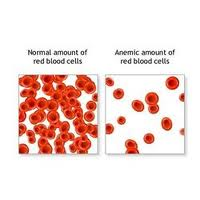 Normal amount of
red blood cells
Anemic amount of
red blood cells